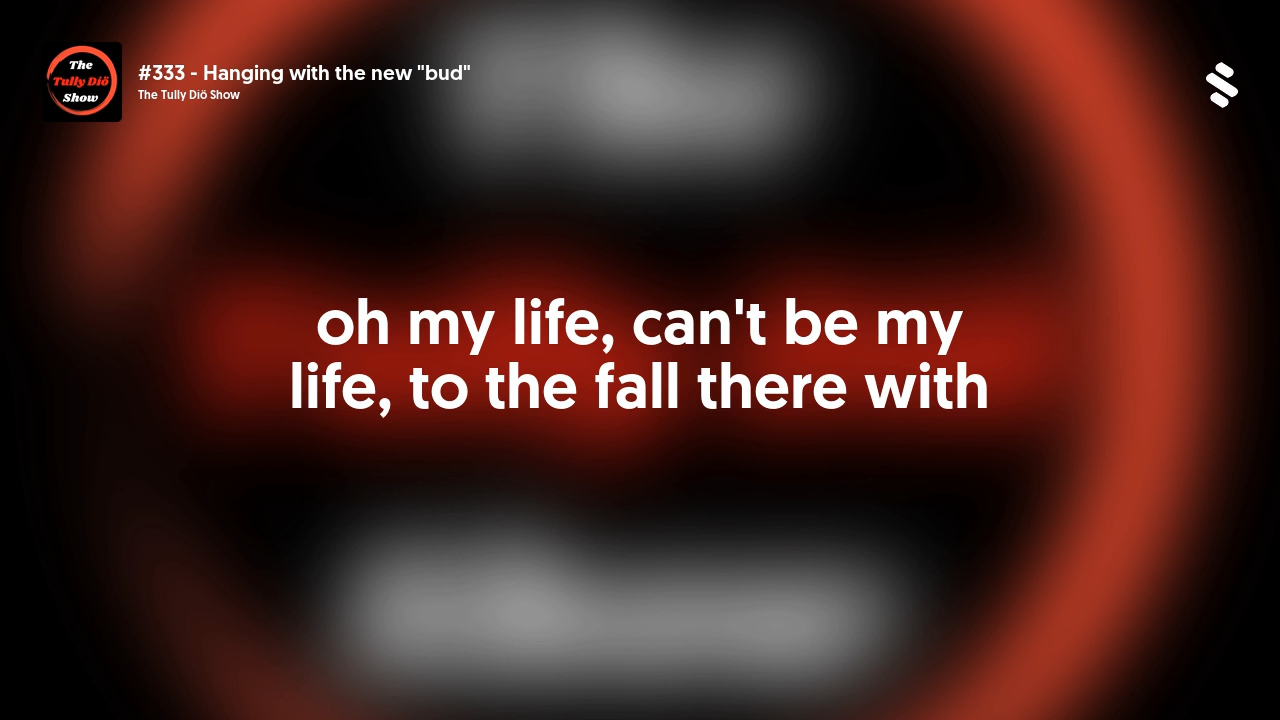 The
Tully Diö
Show
#333 - Hanging with the new "bud"
The Tully Diö Show
oh my life, can't be my
life, to the fall there with